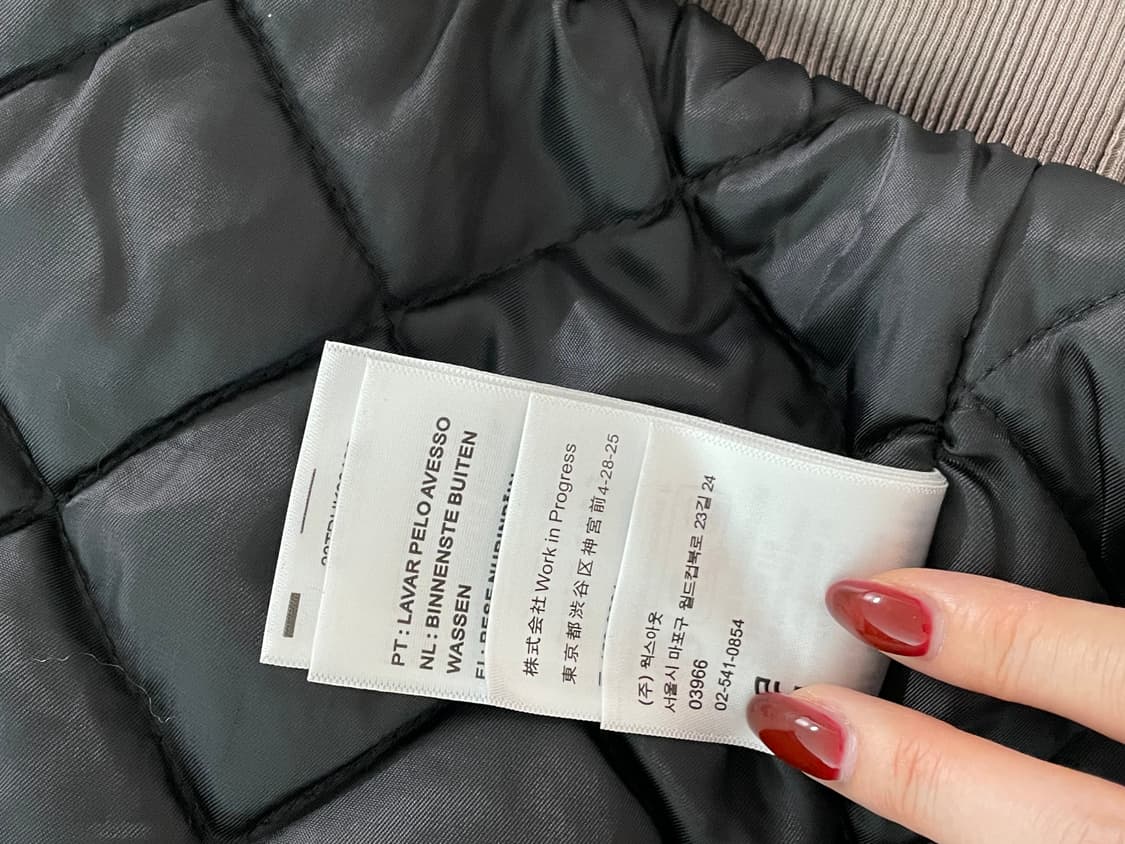 PT : LAVAR PELO AVESSO
NL : BINNENSTE BUITEN
WASSEN
株式会社 Work in Progress
東京都渋谷区神宮前4-28-25
(주) 웍스아웃
서울시 마포구 월드컵북로 23길 24
03966
02-541-0854